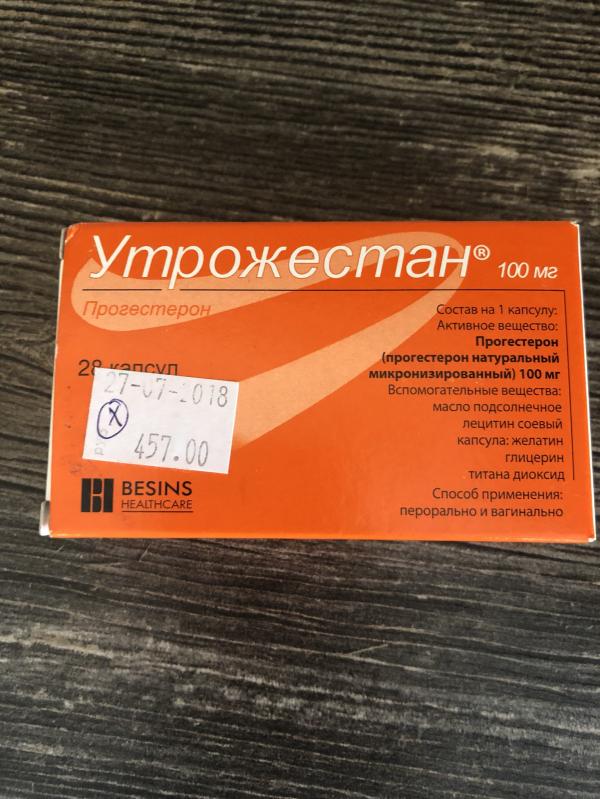 Утрожестан® 100 мг
Прогестерон
28 капсул
27-07-2018
X
457.00
BESINS
HEALTHCARE
Состав на 1 капсулу:
Активное вещество:
Прогестерон
(прогестерон натуральный
микронизированный) 100 мг
Вспомогательные вещества:
масло подсолнечное
лецитин соевый
капсула: желатин
глицерин
титана диоксид
Способ применения:
перорально и вагинально